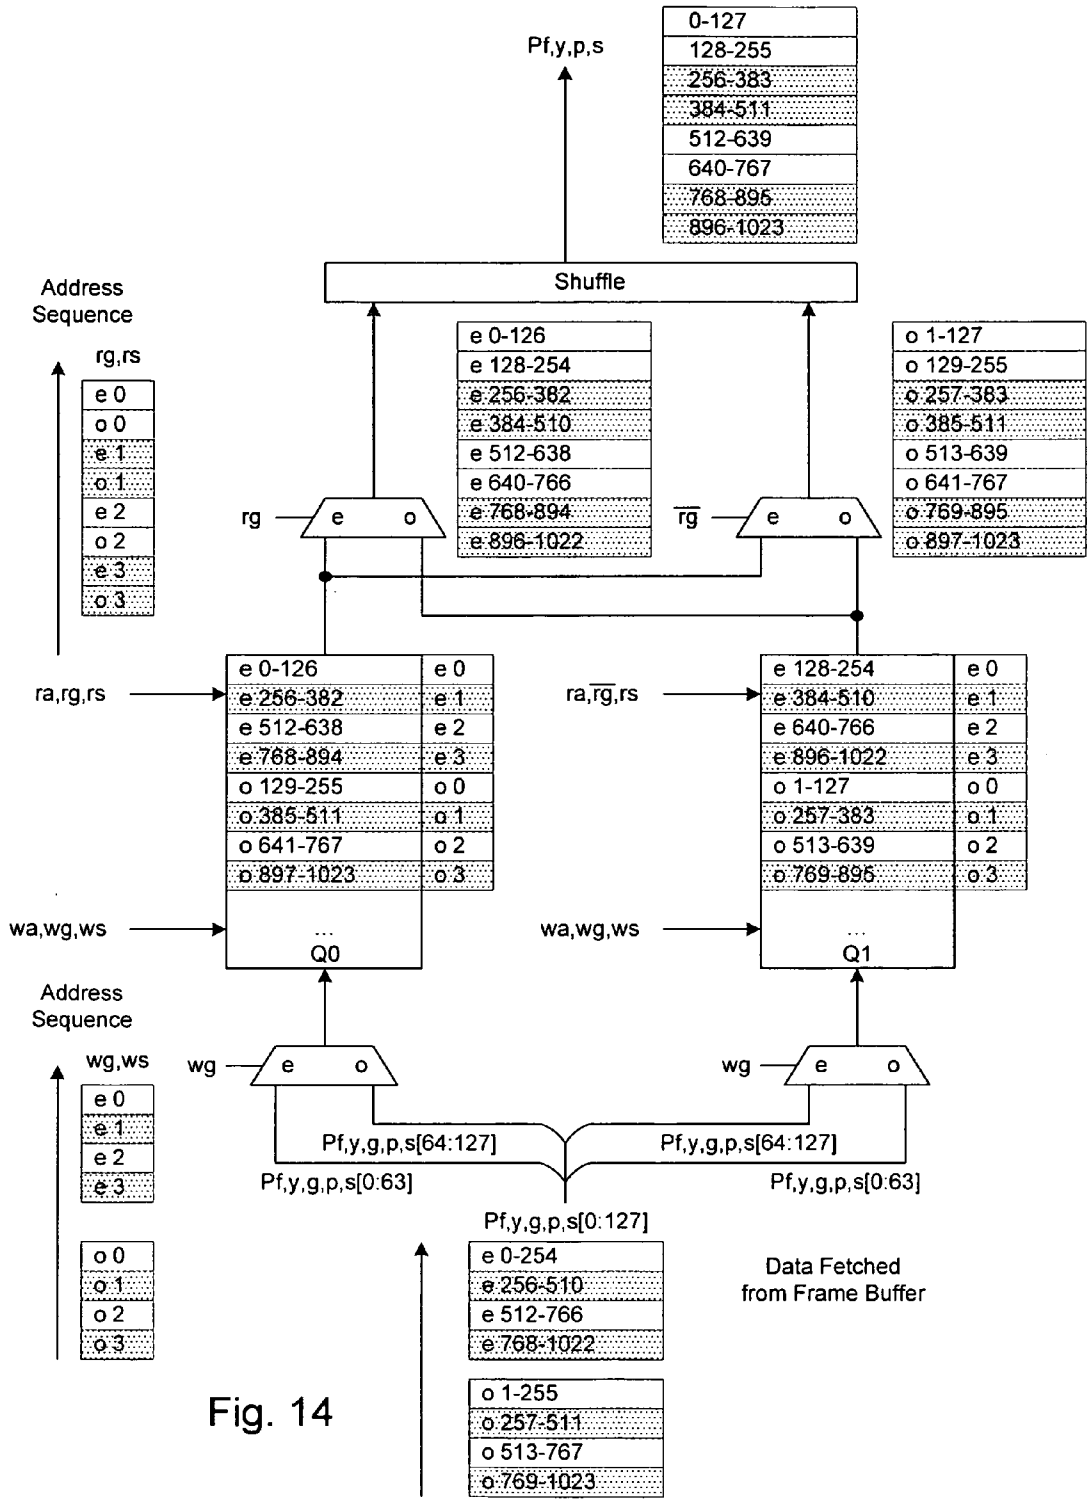 0-127
128-255
256-383
384-511
512-639
640-767
768-895
896-1023
Pf,y,p,s
Shuffle
Address
Sequence
rg,rs
e 0
o 0
e 1
o 1
e 2
o 2
e 3
o 3
e 0-126
e 128-254
e 256-382
e 384-510
e 512-638
e 640-766
e 768-894
e 896-1022
o 1-127
o 129-255
o 257-383
o 385-511
o 513-639
o 641-767
o 769-895
o 897-1023
rg
e o
r̅g̅
e o
ra,rg,rs
e 0-126 e 0
e 256-382 e 1
e 512-638 e 2
e 768-894 e 3
o 129-255 o 0
o 385-511 o 1
o 641-767 o 2
o 897-1023 o 3
wa,wg,ws
...
Q0
ra,r̅g̅,rs
e 128-254 e 0
e 384-510 e 1
e 640-766 e 2
e 896-1022 e 3
o 1-127 o 0
o 257-383 o 1
o 513-639 o 2
o 769-895 o 3
wa,wg,ws
...
Q1
Address
Sequence
wg,ws
e 0
e 1
e 2
e 3
o 0
o 1
o 2
o 3
wg
e o
wg
e o
Pf,y,g,p,s[64:127]
Pf,y,g,p,s[64:127]
Pf,y,g,p,s[0:63]
Pf,y,g,p,s[0:63]
Pf,y,g,p,s[0:127]
e 0-254
e 256-510
e 512-766
e 768-1022
o 1-255
o 257-511
o 513-767
o 769-1023
Data Fetched
from Frame Buffer
Fig. 14